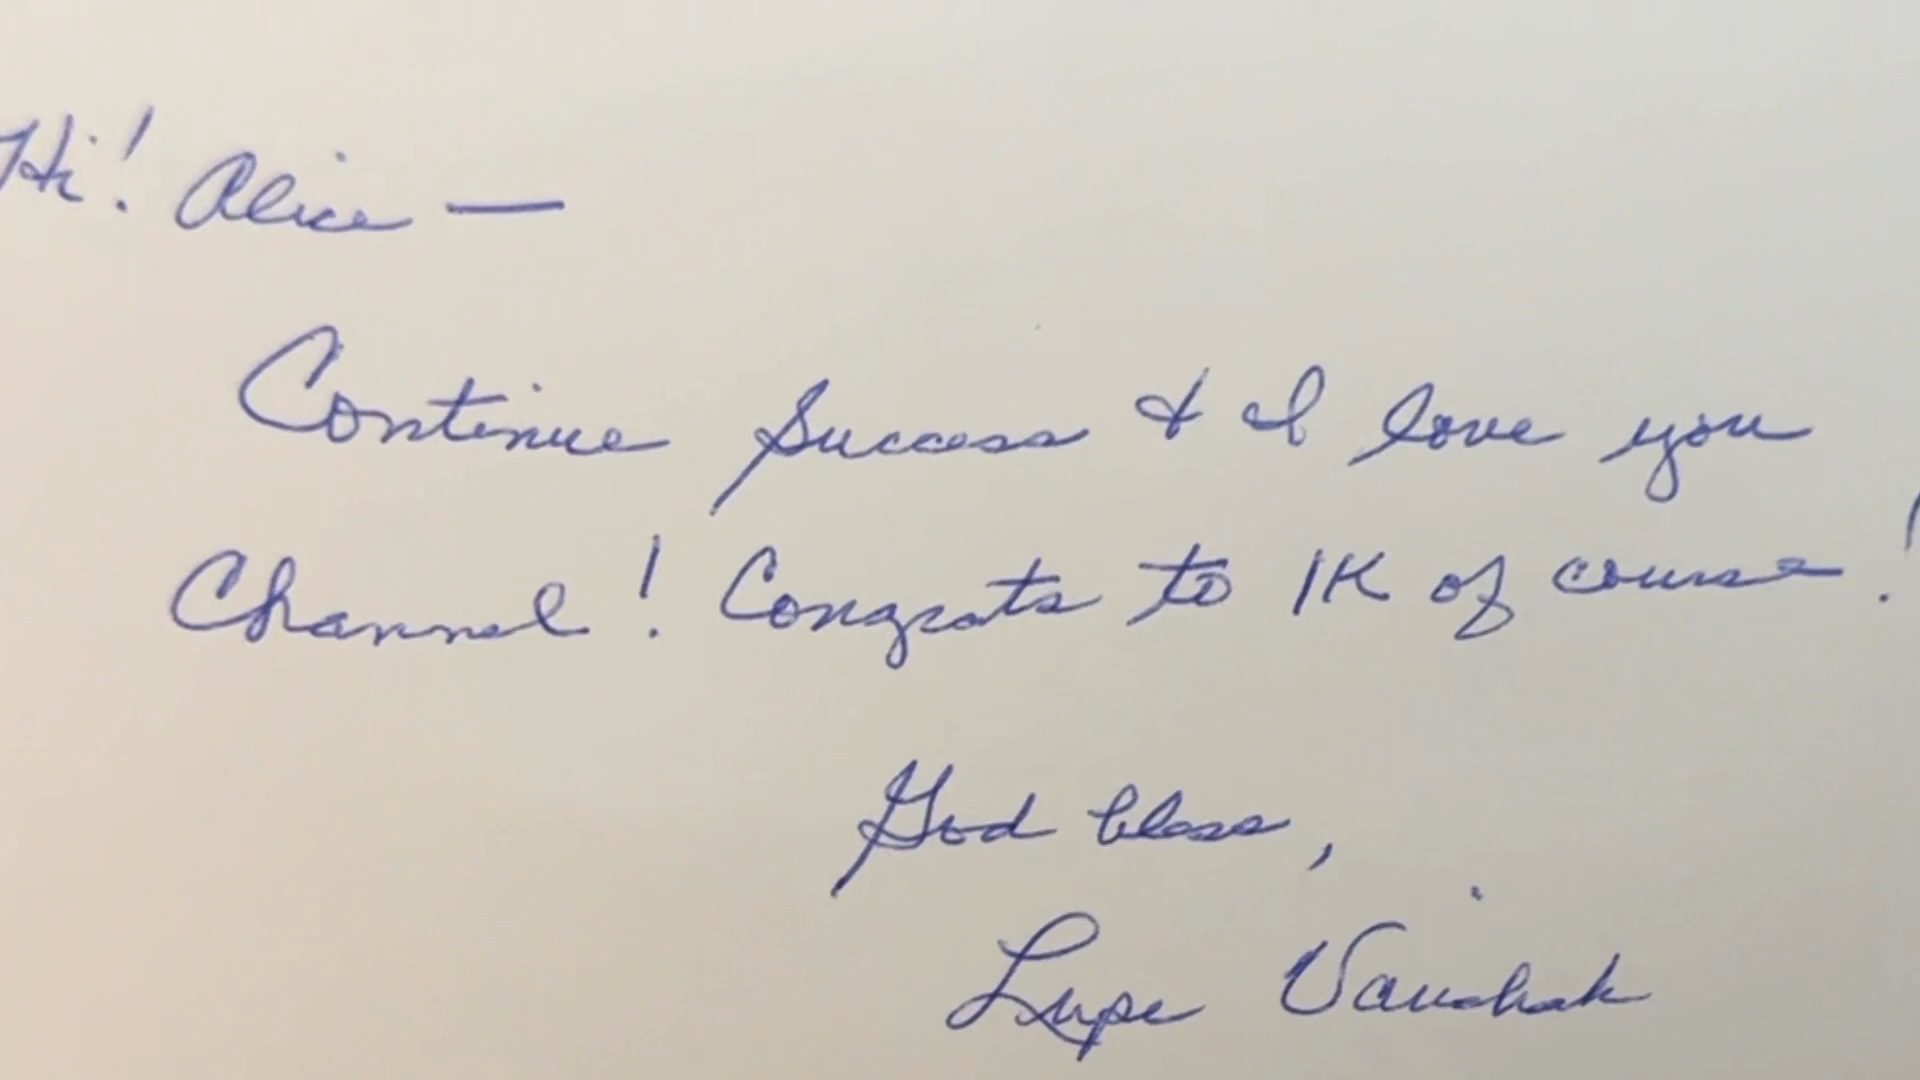 Hi! Alice —
Continue Success & I love you
Channel! Congrats to 1K of course!
God bless,
Lupe